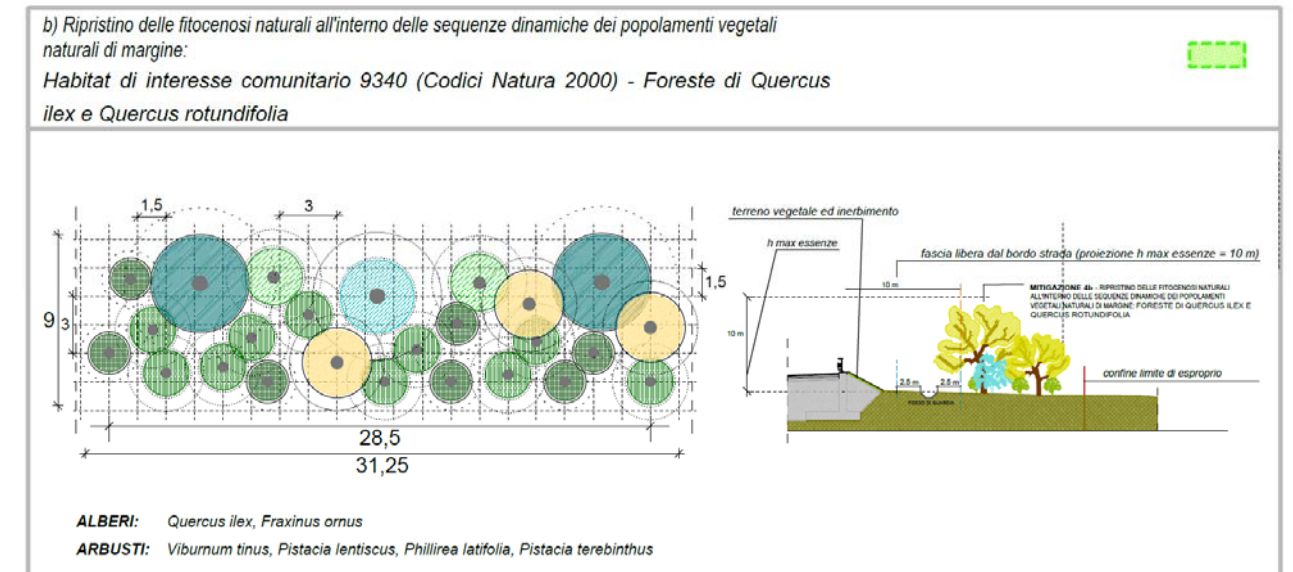 b) Ripristino delle fitocenosi naturali all'interno delle sequenze dinamiche dei popolamenti vegetali
naturali di margine:
Habitat di interesse comunitario 9340 (Codici Natura 2000) - Foreste di Quercus
ilex e Quercus rotundifolia
1,5
3
1,5
9
3
28,5
31,25
terreno vegetale ed inerbimento
h max essenze
fascia libera dal bordo strada (proiezione h max essenze = 10 m)
10 m
MITIGAZIONE 4b - RIPRISTINO DELLE FITOCENOSI NATURALI
ALL'INTERNO DELLE SEQUENZE DINAMICHE DEI POPOLAMENTI
VEGETALI NATURALI DI MARGINE: FORESTE DI QUERCUS ILEX E
QUERCUS ROTUNDIFOLIA
10 m
confine limite di esproprio
2.5 m
2.5 m
FOSSO DI GUARDIA
ALBERI: Quercus ilex, Fraxinus ornus
ARBUSTI: Viburnum tinus, Pistacia lentiscus, Phillirea latifolia, Pistacia terebinthus